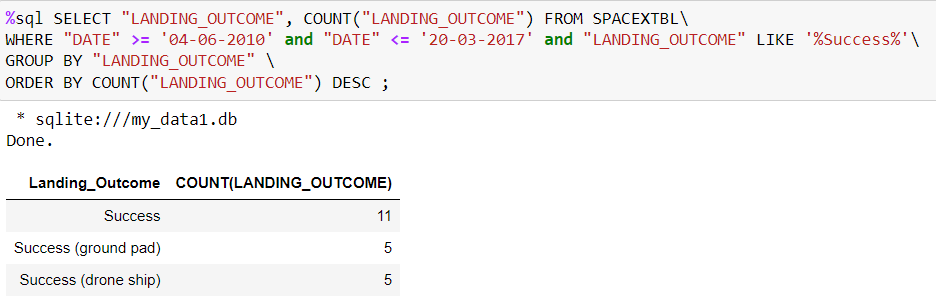 %sql SELECT "LANDING_OUTCOME", COUNT("LANDING_OUTCOME") FROM SPACEXTBL\
WHERE "DATE" >= '04-06-2010' and "DATE" <= '20-03-2017' and "LANDING_OUTCOME" LIKE '%Success%'\
GROUP BY "LANDING_OUTCOME" \
ORDER BY COUNT("LANDING_OUTCOME") DESC ;
* sqlite:///my_data1.db
Done.
Landing_Outcome COUNT(LANDING_OUTCOME)
Success 11
Success (ground pad) 5
Success (drone ship) 5